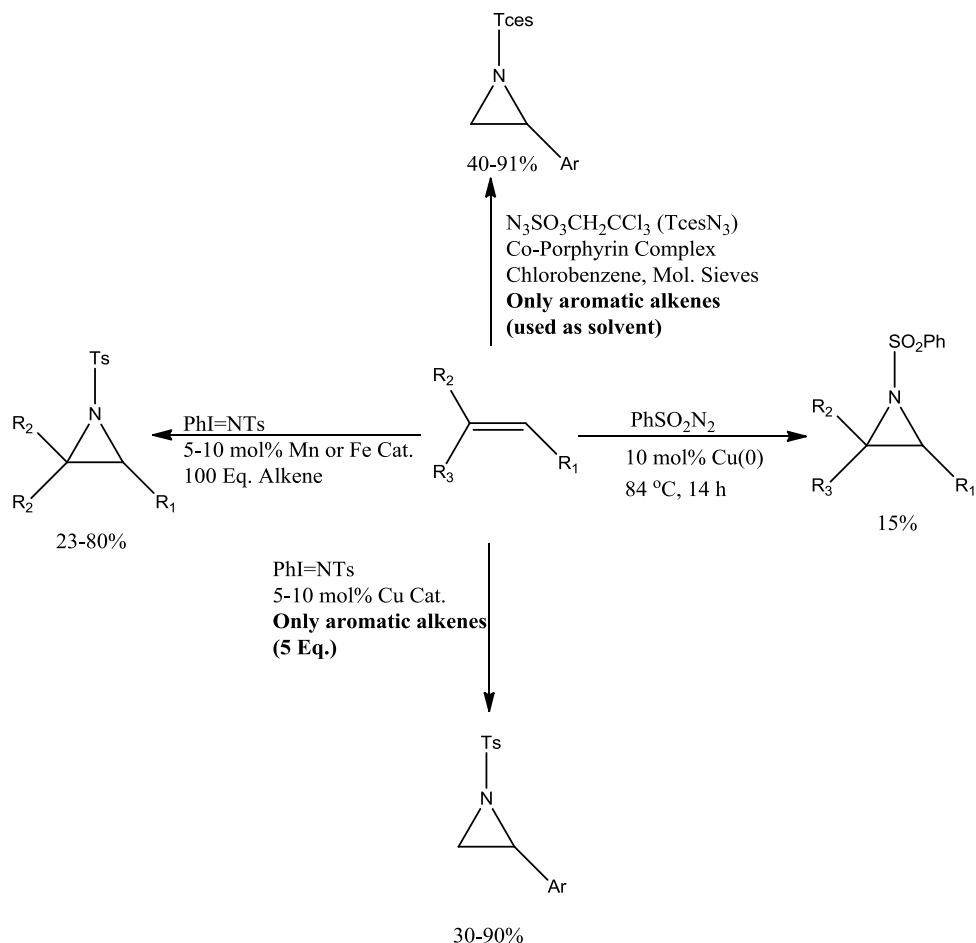 Tces
N
Ar
40-91%
N₃SO₃CH₂CCl₃ (TcesN₃)
Co-Porphyrin Complex
Chlorobenzene, Mol. Sieves
Only aromatic alkenes
(used as solvent)
Ts
N
R₂
R₂
R₁
23-80%
PhI=NTs
5-10 mol% Mn or Fe Cat.
100 Eq. Alkene
R₂
R₃
R₁
PhSO₂N₂
10 mol% Cu(0)
84 °C, 14 h
SO₂Ph
N
R₂
R₃
R₁
15%
PhI=NTs
5-10 mol% Cu Cat.
Only aromatic alkenes
(5 Eq.)
Ts
N
Ar
30-90%